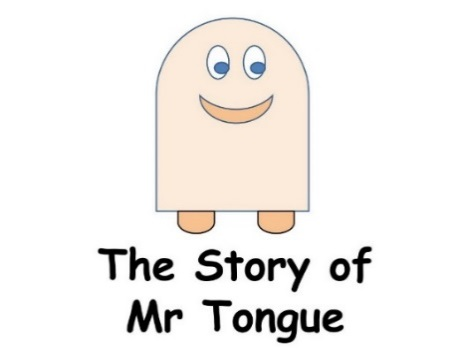 The Story of
Mr Tongue